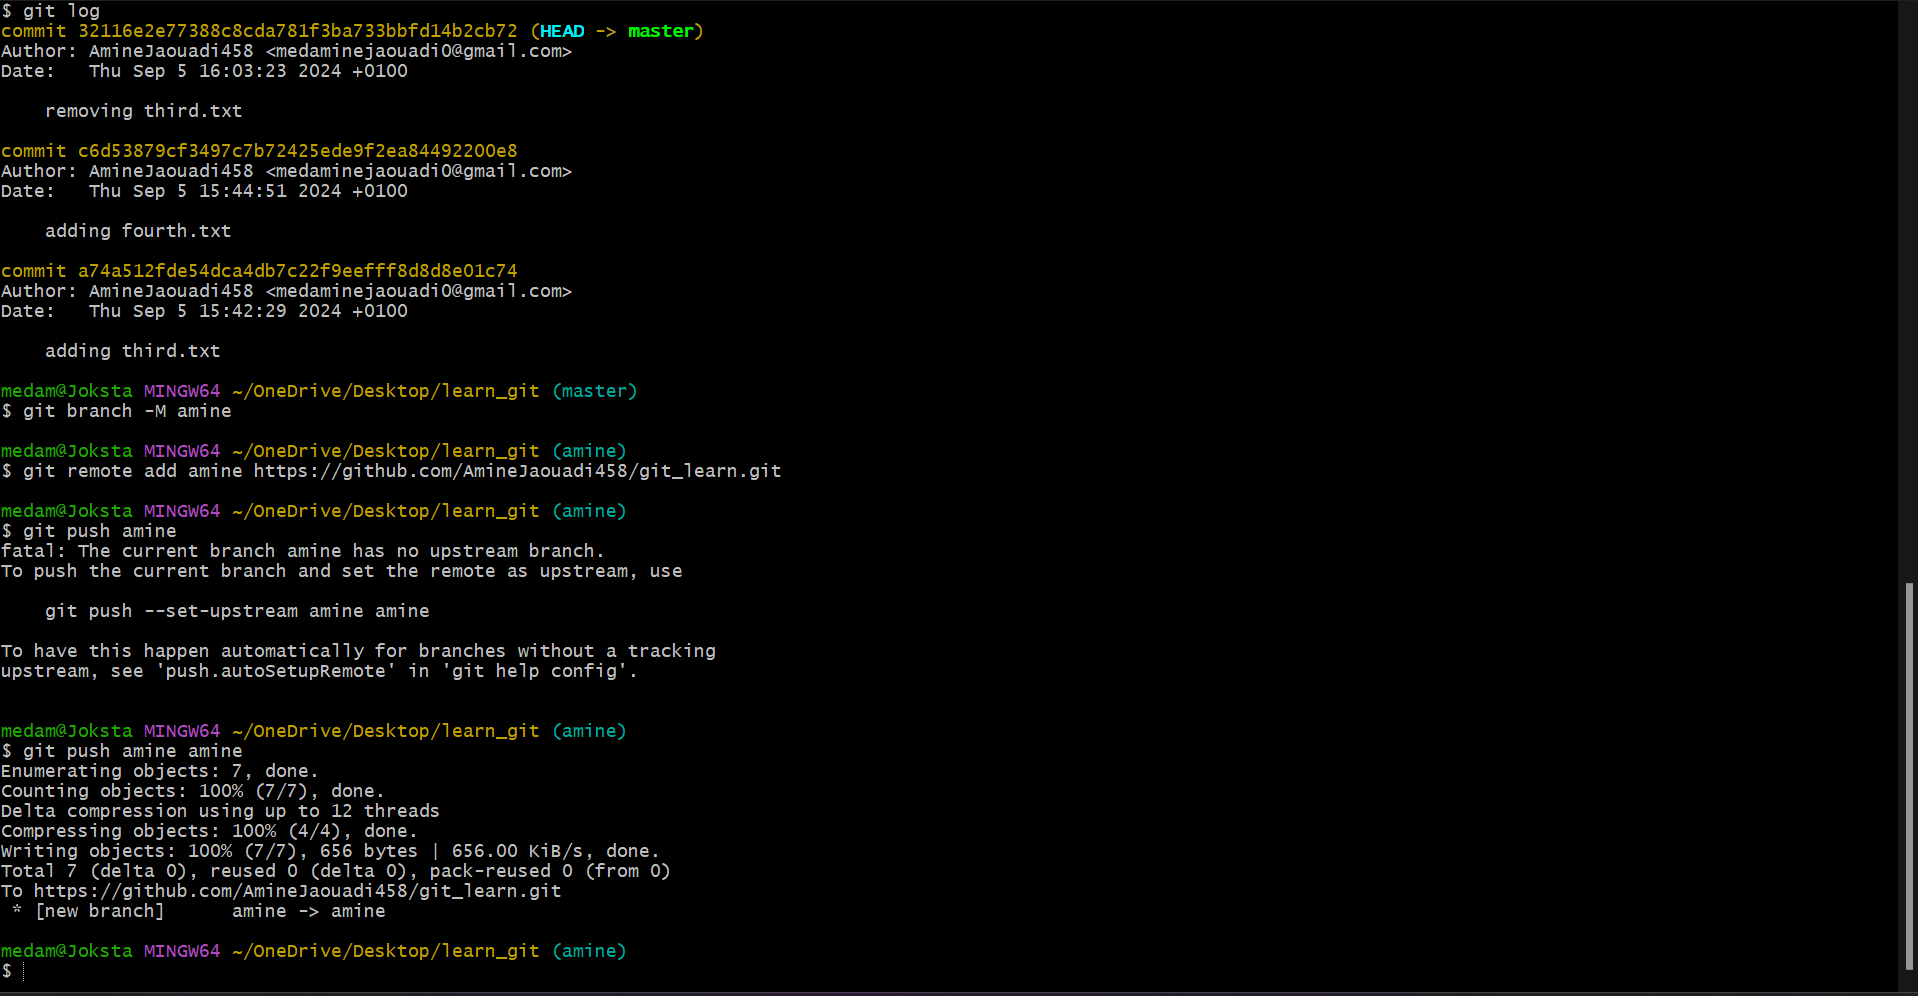 $ git log
commit 32116e2e77388c8cda781f3ba733bbfd14b2cb72 (HEAD -> master)
Author: AmineJaouadi458 <medaminejaouadi0@gmail.com>
Date:   Thu Sep 5 16:03:23 2024 +0100

    removing third.txt

commit c6d53879cf3497c7b72425ede9f2ea84492200e8
Author: AmineJaouadi458 <medaminejaouadi0@gmail.com>
Date:   Thu Sep 5 15:44:51 2024 +0100

    adding fourth.txt

commit a74a512fde54dca4db7c22f9eefff8d8d8e01c74
Author: AmineJaouadi458 <medaminejaouadi0@gmail.com>
Date:   Thu Sep 5 15:42:29 2024 +0100

    adding third.txt

medam@Joksta MINGW64 ~/OneDrive/Desktop/learn_git (master)
$ git branch -M amine

medam@Joksta MINGW64 ~/OneDrive/Desktop/learn_git (amine)
$ git remote add amine https://github.com/AmineJaouadi458/git_learn.git

medam@Joksta MINGW64 ~/OneDrive/Desktop/learn_git (amine)
$ git push amine
fatal: The current branch amine has no upstream branch.
To push the current branch and set the remote as upstream, use

    git push --set-upstream amine amine

To have this happen automatically for branches without a tracking
upstream, see 'push.autoSetupRemote' in 'git help config'.


medam@Joksta MINGW64 ~/OneDrive/Desktop/learn_git (amine)
$ git push amine amine
Enumerating objects: 7, done.
Counting objects: 100% (7/7), done.
Delta compression using up to 12 threads
Compressing objects: 100% (4/4), done.
Writing objects: 100% (7/7), 656 bytes | 656.00 KiB/s, done.
Total 7 (delta 0), reused 0 (delta 0), pack-reused 0 (from 0)
To https://github.com/AmineJaouadi458/git_learn.git
 * [new branch]      amine -> amine

medam@Joksta MINGW64 ~/OneDrive/Desktop/learn_git (amine)
$